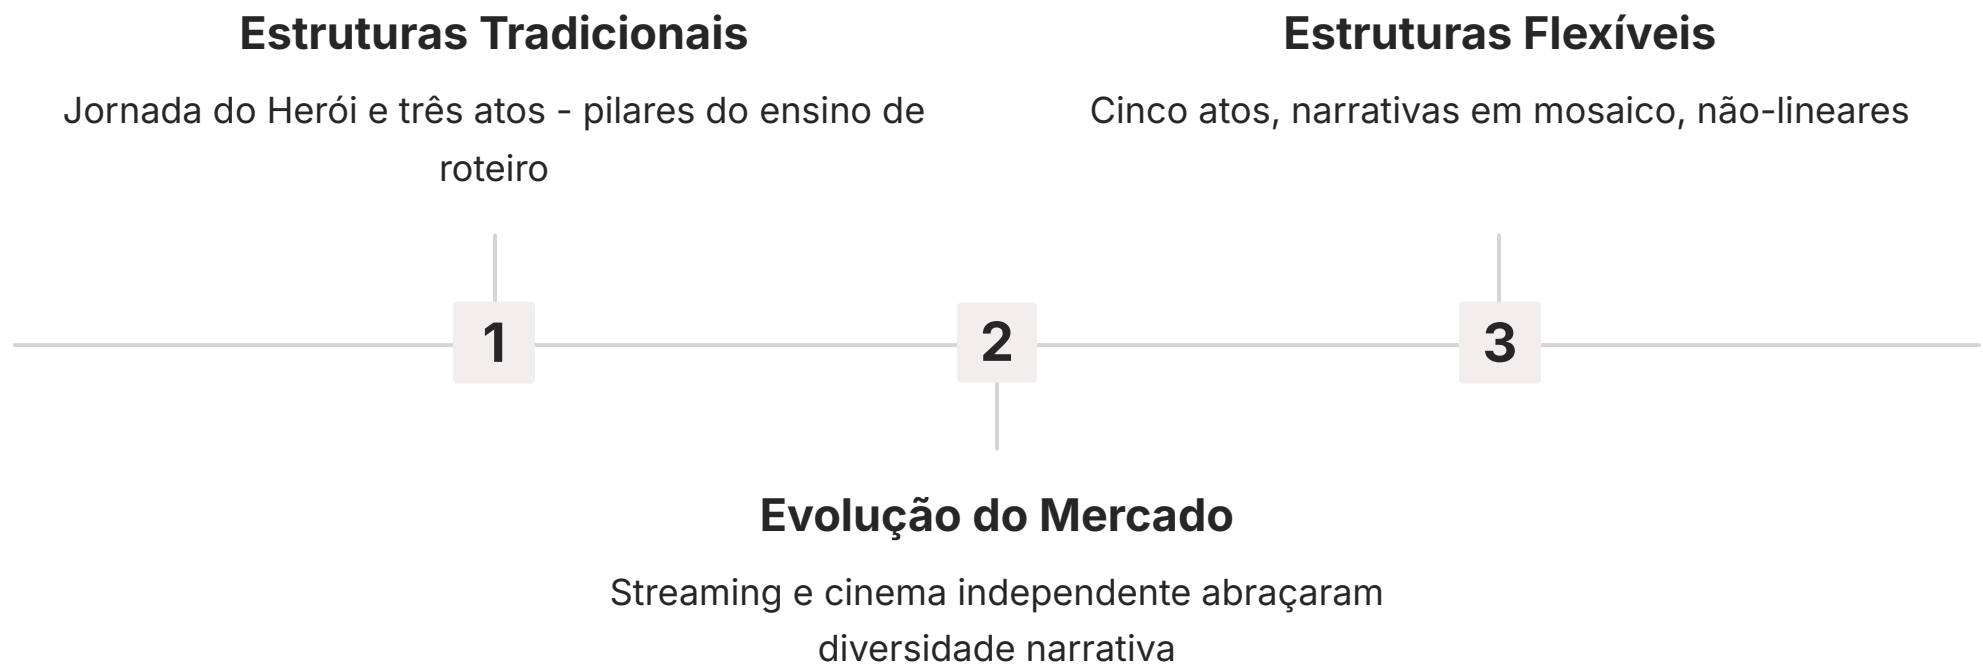 Estruturas Tradicionais
Jornada do Herói e três atos - pilares do ensino de
roteiro
Estruturas Flexíveis
Cinco atos, narrativas em mosaico, não-lineares
1
2
3
Evolução do Mercado
Streaming e cinema independente abraçaram
diversidade narrativa